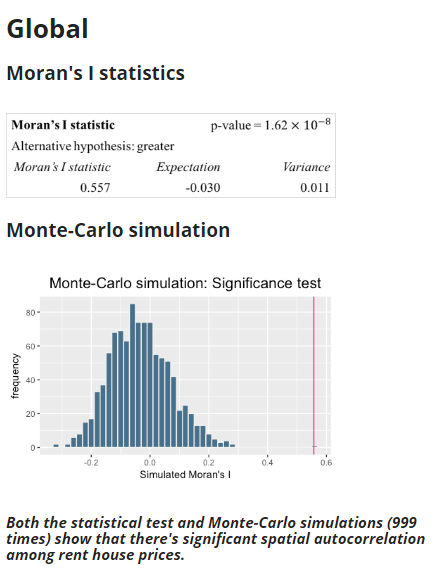 Global
Moran's I statistics
Moran's I statistic p-value = 1.62 × 10⁻⁸
Alternative hypothesis: greater
Moran's I statistic Expectation Variance
0.557 -0.030 0.011
Monte-Carlo simulation
Monte-Carlo simulation: Significance test
frequency
80
60
40
20
0
-0.2 0.0 0.2 0.4 0.6
Simulated Moran's I
Both the statistical test and Monte-Carlo simulations (999
times) show that there's significant spatial autocorrelation
among rent house prices.